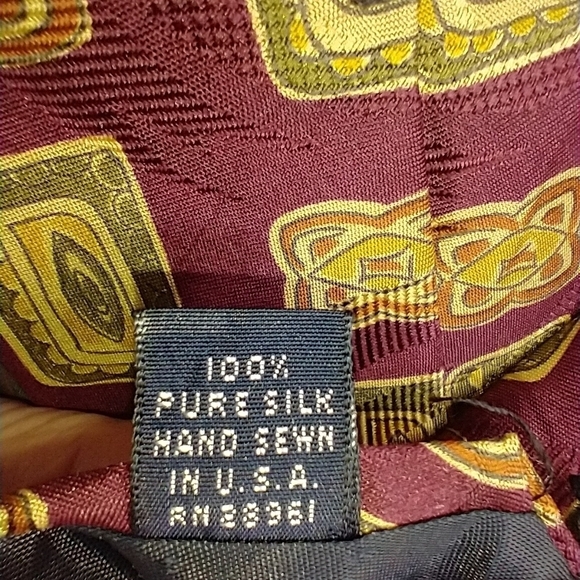 100%
PURE SILK
HAND SEWN
IN U.S.A.
RN 38961